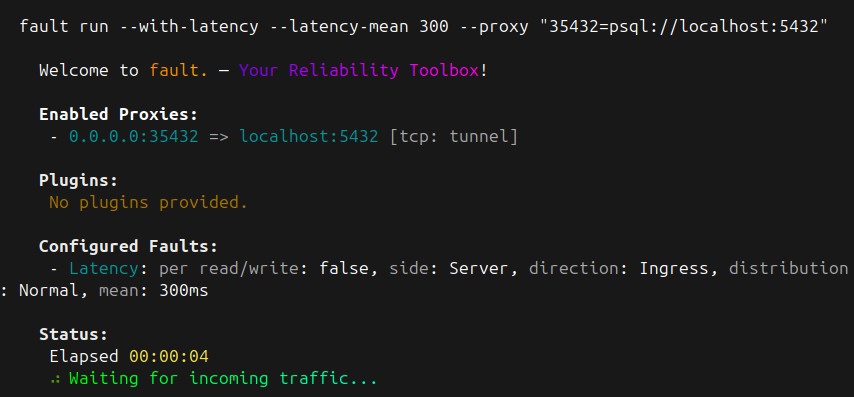 fault run --with-latency --latency-mean 300 --proxy "35432=psql://localhost:5432"
Welcome to fault. — Your Reliability Toolbox!
Enabled Proxies:
- 0.0.0.0:35432 => localhost:5432 [tcp: tunnel]
Plugins:
No plugins provided.
Configured Faults:
- Latency: per read/write: false, side: Server, direction: Ingress, distribution
: Normal, mean: 300ms
Status:
Elapsed 00:00:04
Waiting for incoming traffic...